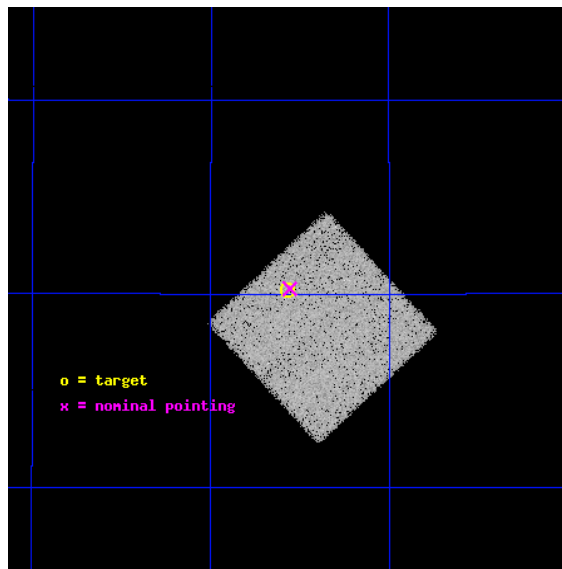 o = target
x = nominal pointing